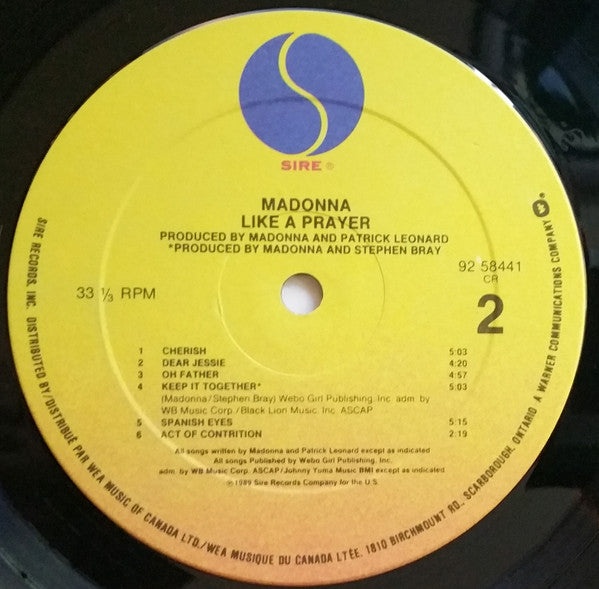 SIRE ®
MADONNA
LIKE A PRAYER
PRODUCED BY MADONNA AND PATRICK LEONARD
*PRODUCED BY MADONNA AND STEPHEN BRAY
33 ⅓ RPM
92 58441
CR
2
1 CHERISH 5:03
2 DEAR JESSIE 4:20
3 OH FATHER 4:57
4 KEEP IT TOGETHER* 5:03
(Madonna/Stephen Bray) Webo Girl Publishing, Inc. adm. by
WB Music Corp./Black Lion Music, Inc. ASCAP
5 SPANISH EYES 5:15
6 ACT OF CONTRITION 2:19
All songs written by Madonna and Patrick Leonard except as indicated
All songs Published by Webo Girl Publishing, Inc.
adm. by WB Music Corp. ASCAP/Johnny Yuma Music BMI except as indicated
℗1989 Sire Records Company for the U.S.
SIRE RECORDS, INC. DISTRIBUTED BY/DISTRIBUÉ PAR WEA MUSIC OF CANADA LTD./WEA MUSIQUE DU CANADA LTÉE. 1810 BIRCHMOUNT RD., SCARBOROUGH, ONTARIO A WARNER COMMUNICATIONS COMPANY ®